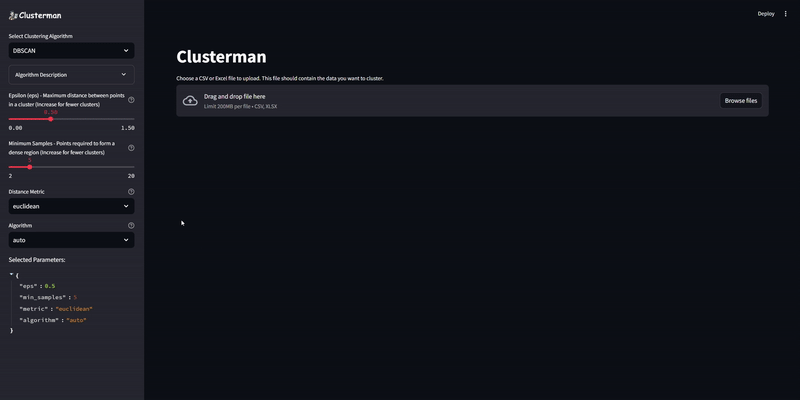 Clusterman
Select Clustering Algorithm
DBSCAN
Algorithm Description
Epsilon (eps) - Maximum distance between points
in a cluster (Increase for fewer clusters)
0.50
0.00 1.50
Minimum Samples - Points required to form a
dense region (Increase for fewer clusters)
5
2 20
Distance Metric
euclidean
Algorithm
auto
Selected Parameters:
{
"eps" : 0.5
"min_samples" : 5
"metric" : "euclidean"
"algorithm" : "auto"
}
Deploy
Clusterman
Choose a CSV or Excel file to upload. This file should contain the data you want to cluster.
Drag and drop file here
Limit 200MB per file • CSV, XLSX
Browse files